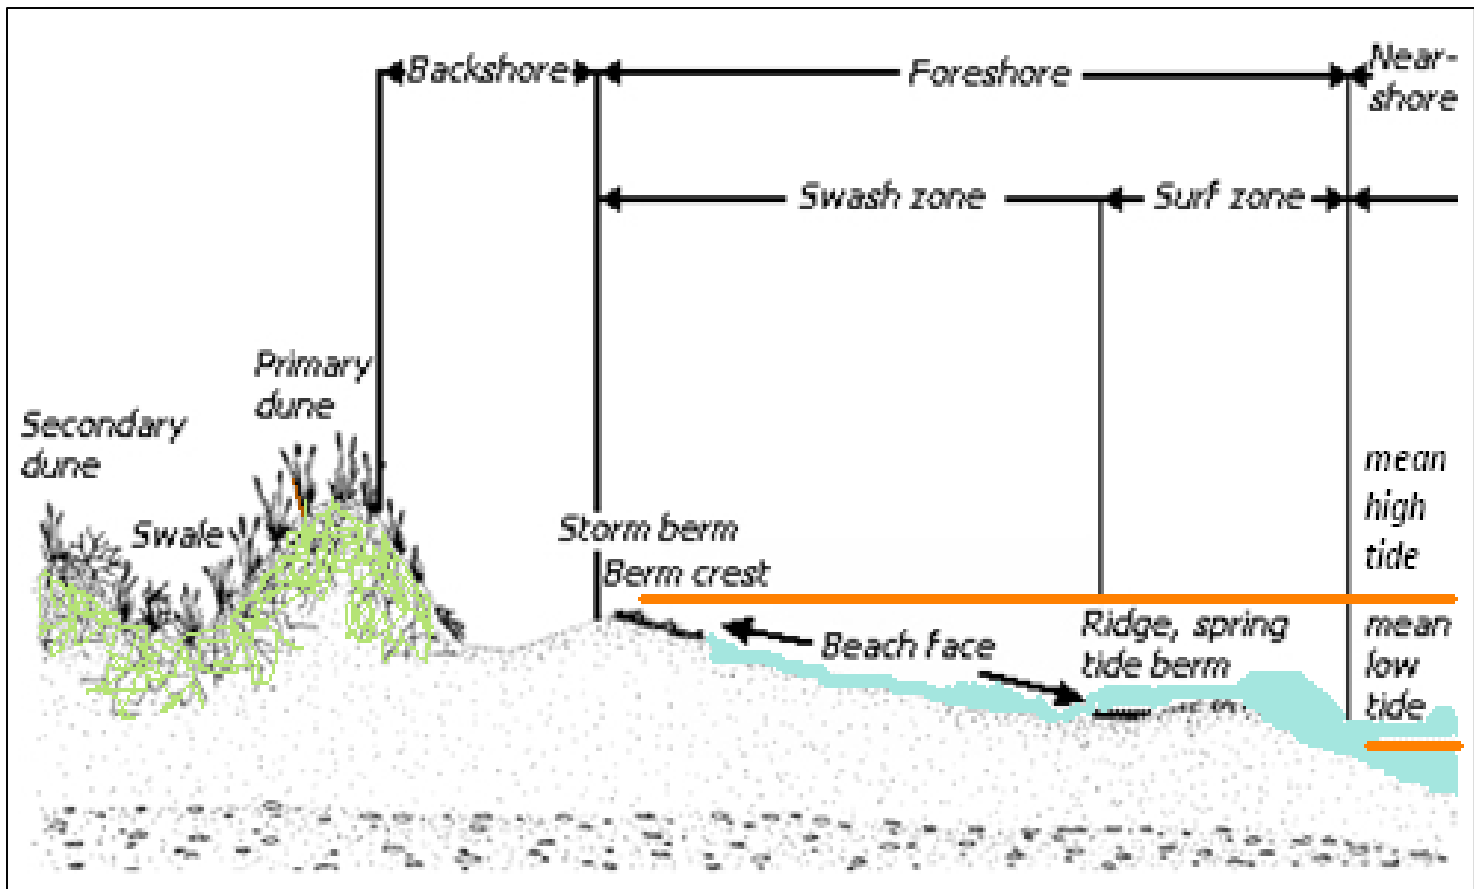 Backshore
Foreshore
Near-
shore
Swash zone
Surf zone
Primary
dune
Secondary
dune
Swale
Storm berm
Berm crest
Beach face
Ridge, spring
tide berm
mean
high
tide
mean
low
tide